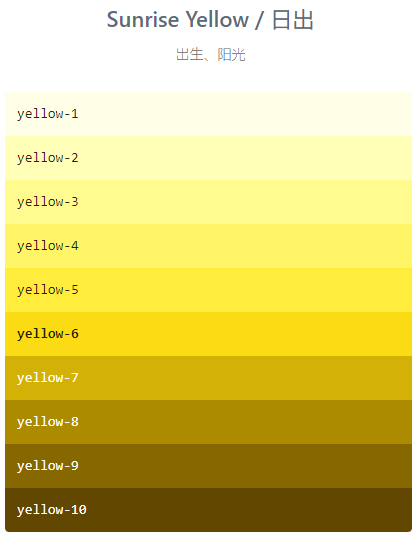 Sunrise Yellow / 日出
出生、阳光
yellow-1
yellow-2
yellow-3
yellow-4
yellow-5
yellow-6
yellow-7
yellow-8
yellow-9
yellow-10